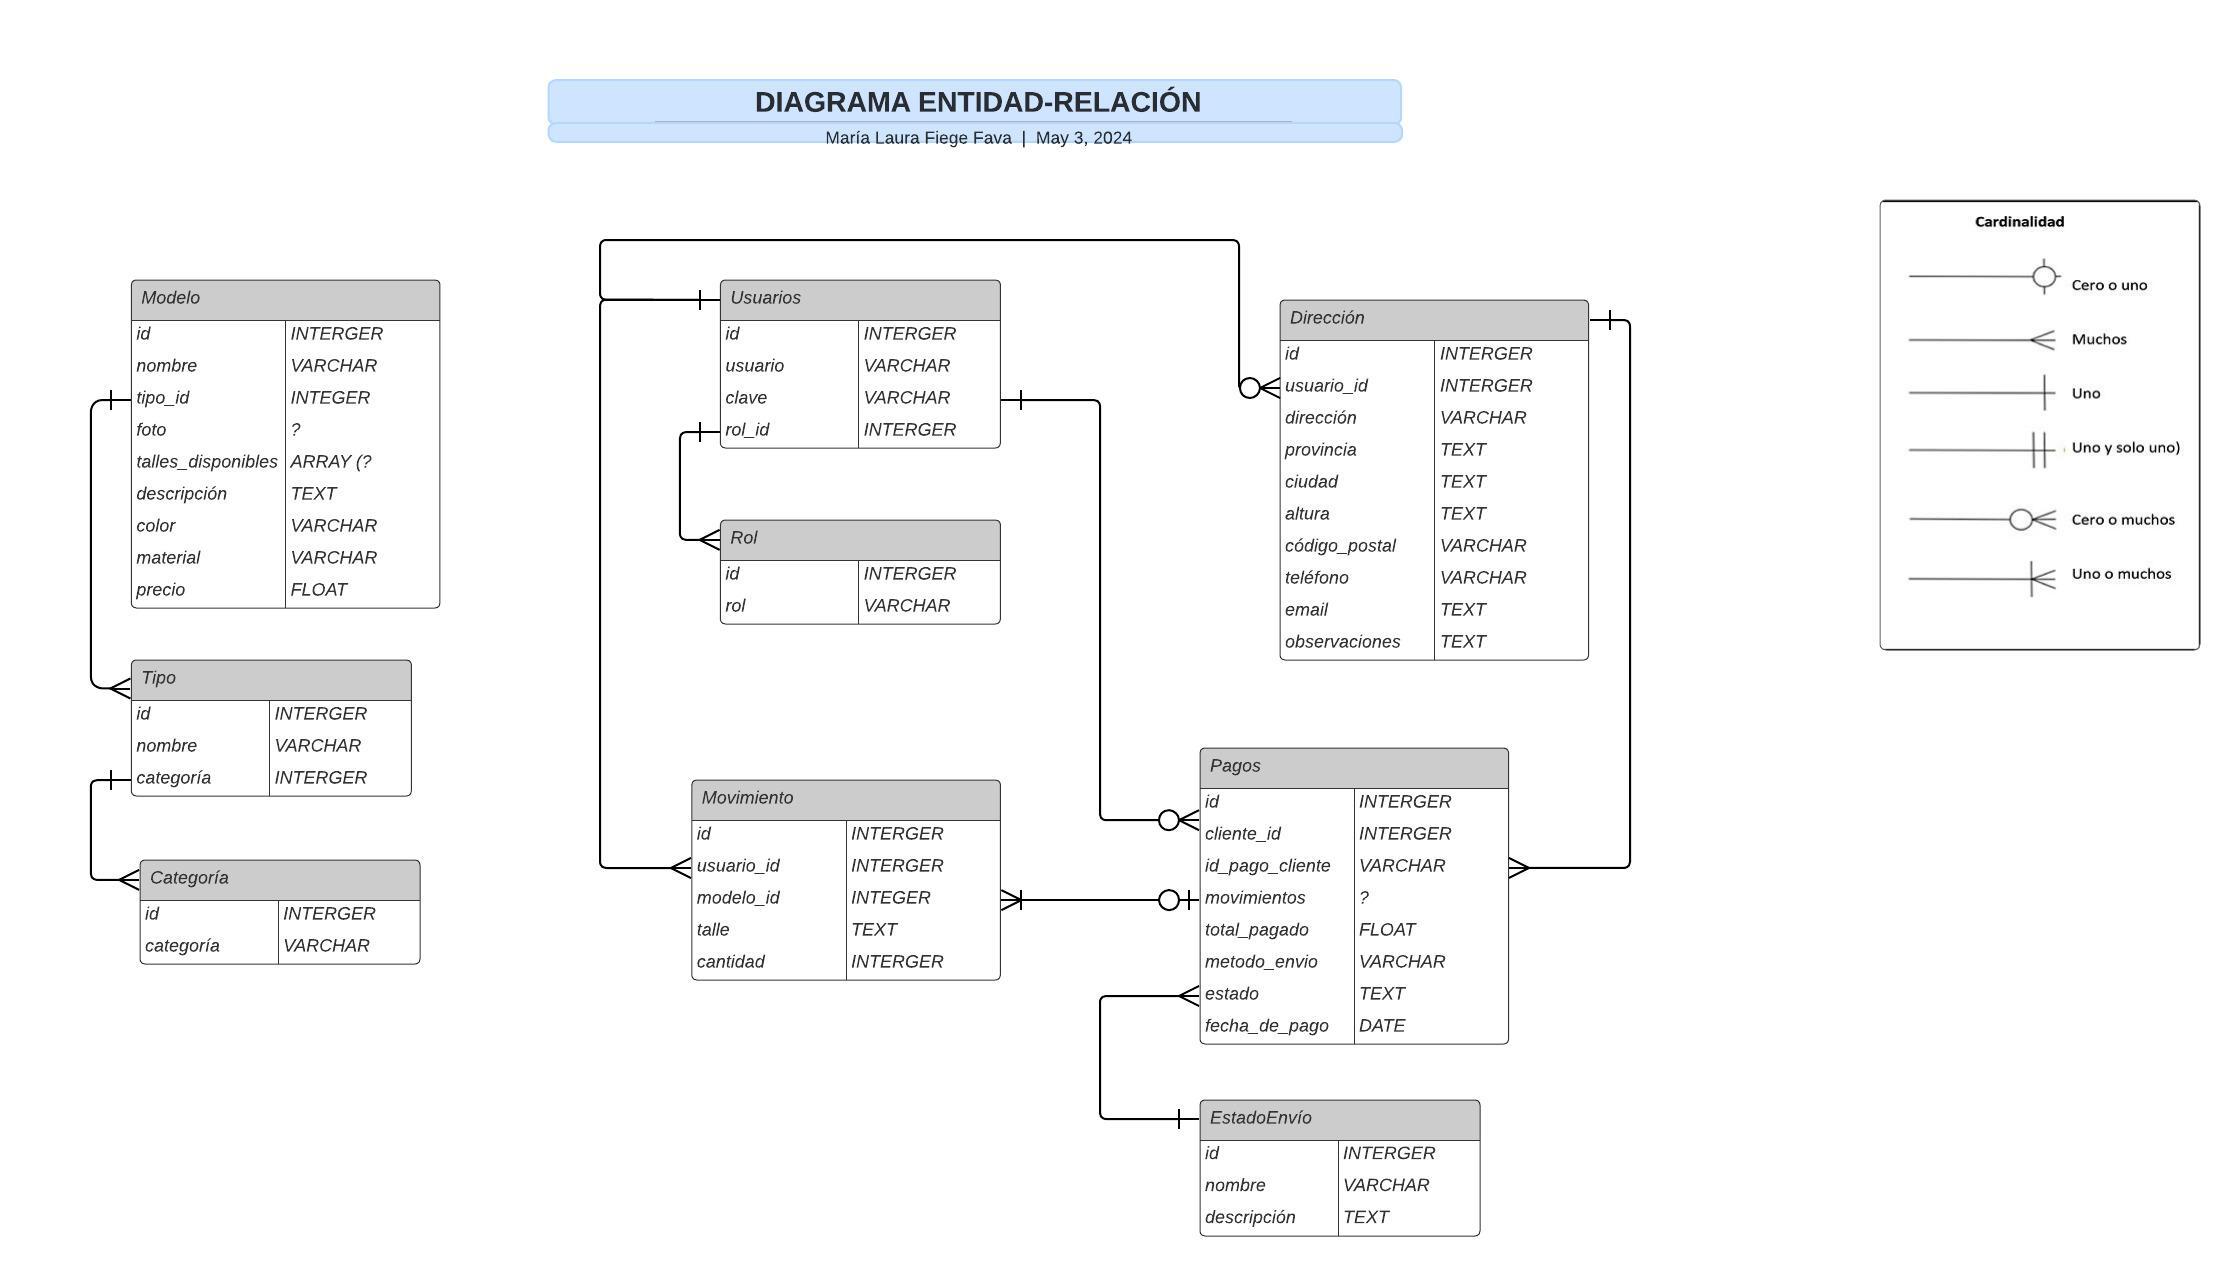 DIAGRAMA ENTIDAD-RELACIÓN
María Laura Fiege Fava | May 3, 2024
Modelo
id INTERGER
nombre VARCHAR
tipo_id INTEGER
foto ?
talles_disponibles ARRAY (?
descripción TEXT
color VARCHAR
material VARCHAR
precio FLOAT
Tipo
id INTERGER
nombre VARCHAR
categoría INTERGER
Categoría
id INTERGER
categoría VARCHAR
Usuarios
id INTERGER
usuario VARCHAR
clave VARCHAR
rol_id INTERGER
Rol
id INTERGER
rol VARCHAR
Movimiento
id INTERGER
usuario_id INTERGER
modelo_id INTEGER
talle TEXT
cantidad INTERGER
Dirección
id INTERGER
usuario_id INTERGER
dirección VARCHAR
provincia TEXT
ciudad TEXT
altura TEXT
código_postal VARCHAR
teléfono VARCHAR
email TEXT
observaciones TEXT
Pagos
id INTERGER
cliente_id INTERGER
id_pago_cliente VARCHAR
movimientos ?
total_pagado FLOAT
metodo_envio VARCHAR
estado TEXT
fecha_de_pago DATE
EstadoEnvío
id INTERGER
nombre VARCHAR
descripción TEXT
Cardinalidad
Cero o uno
Muchos
Uno
Uno y solo uno)
Cero o muchos
Uno o muchos